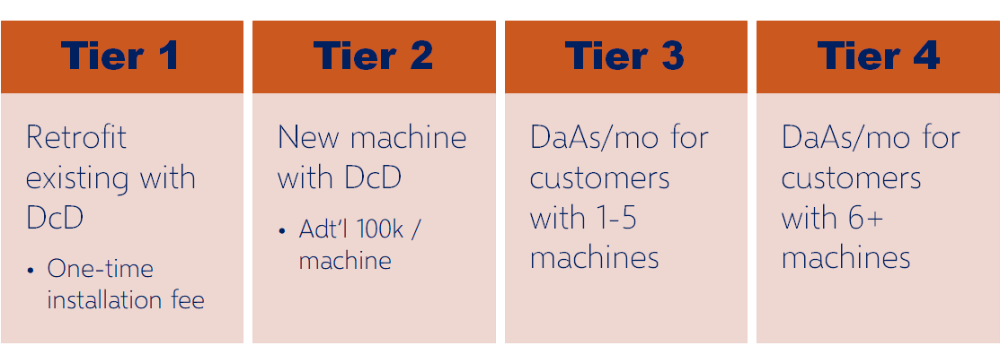 Tier 1
Retrofit
existing with
DcD
• One-time
installation fee
Tier 2
New machine
with DcD
• Adt'l 100k /
machine
Tier 3
DaAs/mo for
customers
with 1-5
machines
Tier 4
DaAs/mo for
customers
with 6+
machines